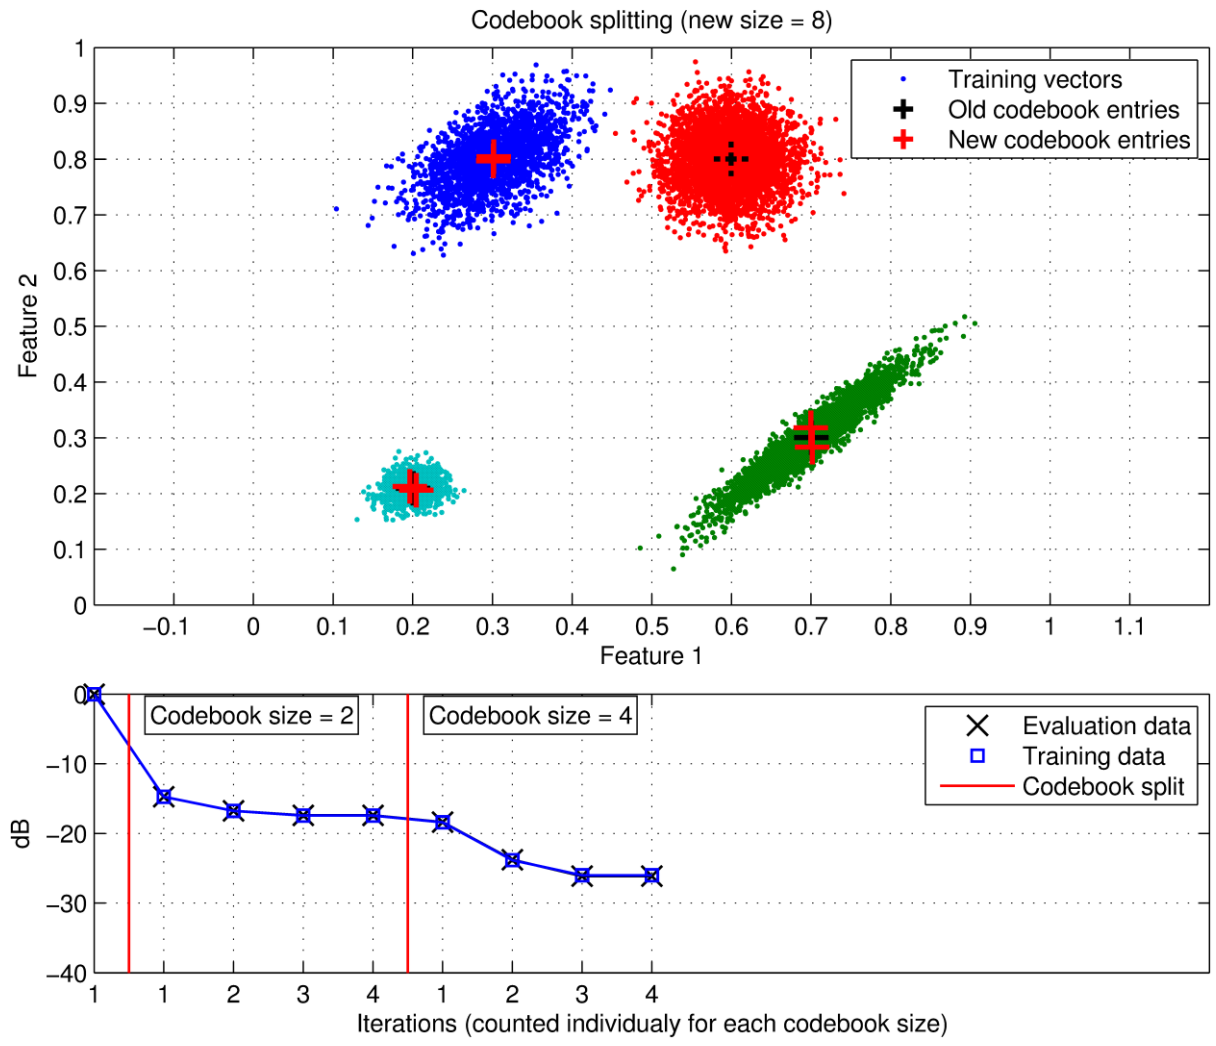 Codebook splitting (new size = 8)
1
0.9
0.8
0.7
0.6
0.5
0.4
0.3
0.2
0.1
0
Feature 2
Training vectors
Old codebook entries
New codebook entries
−0.1 0 0.1 0.2 0.3 0.4 0.5 0.6 0.7 0.8 0.9 1 1.1
Feature 1
0
−10
−20
−30
−40
dB
Codebook size = 2
Codebook size = 4
Evaluation data
Training data
Codebook split
1 1 2 3 4 1 2 3 4
Iterations (counted individualy for each codebook size)